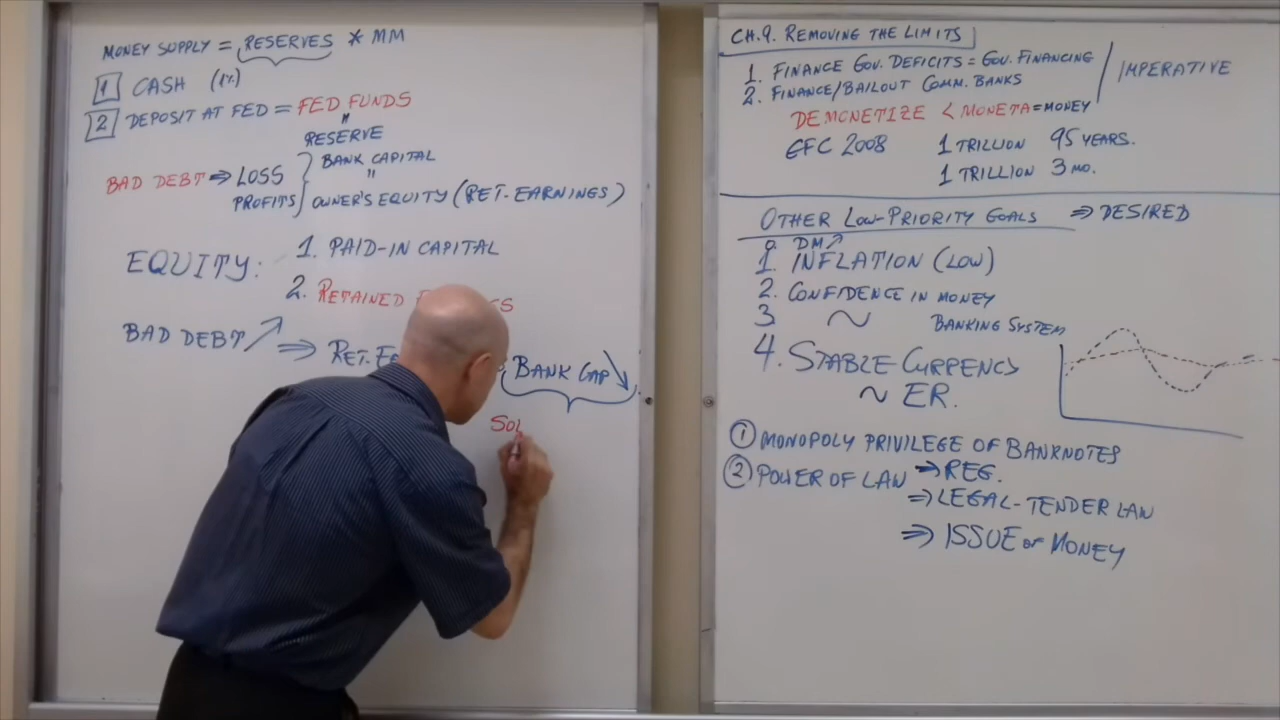 MONEY SUPPLY = RESERVES * MM
1 CASH (1%)
2 DEPOSIT AT FED = FED FUNDS
"
RESERVE
BAD DEBT ⇒ LOSS } BANK CAPITAL
"
PROFITS } OWNER'S EQUITY (RET. EARNINGS)
EQUITY: 1. PAID-IN CAPITAL
2. RETAINED
BAD DEBT ↗ ⇒ RET. BANK CAP ↘
SOL
CH.9. REMOVING THE LIMITS
1. FINANCE GOV. DEFICITS = GOV. FINANCING
2. FINANCE/BAILOUT COMM. BANKS / IMPERATIVE
DEMONETIZE < MONETA = MONEY
GFC 2008 1 TRILLION 95 YEARS.
1 TRILLION 3 MO.
OTHER LOW-PRIORITY GOALS ⇒ DESIRED
0. DM ↗
1. INFLATION (LOW)
2. CONFIDENCE IN MONEY
3 ~ BANKING SYSTEM
4. STABLE CURRENCY
~ ER.
① MONOPOLY PRIVILEGE OF BANKNOTES
② POWER OF LAW ⇒ REG.
⇒ LEGAL-TENDER LAW
⇒ ISSUE OF MONEY